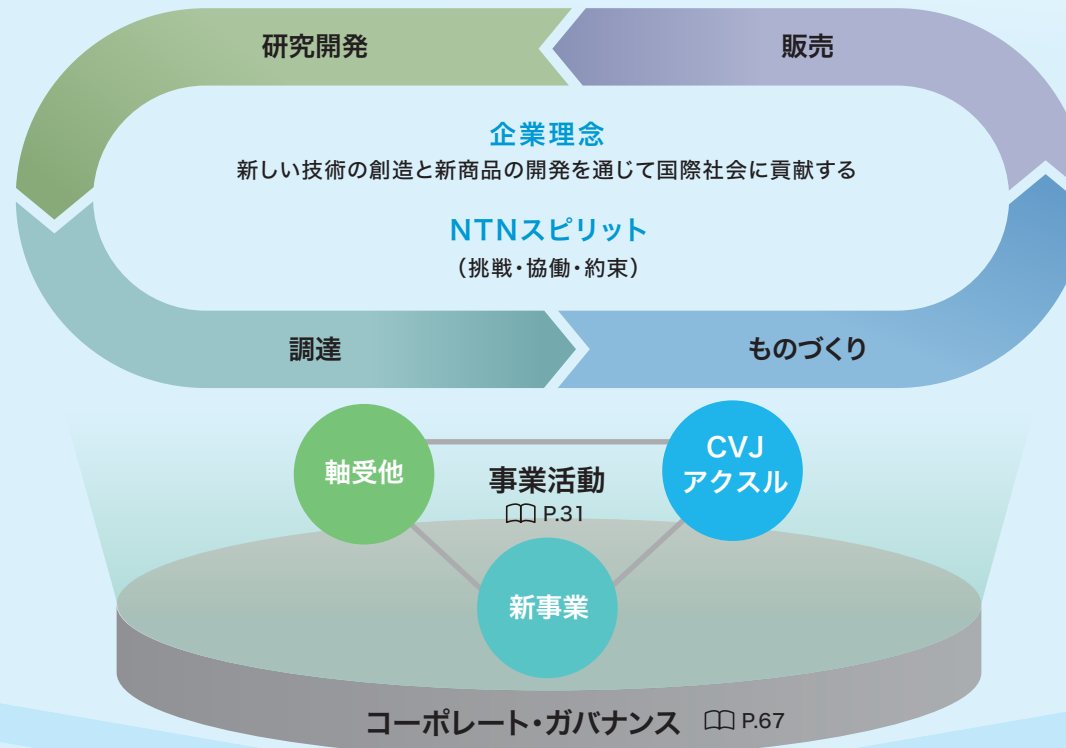 研究開発
販売
企業理念
新しい技術の創造と新商品の開発を通じて国際社会に貢献する
NTNスピリット
（挑戦・協働・約束）
調達
ものづくり
軸受他
事業活動
P.31
CVJ
アクスル
新事業
コーポレート・ガバナンス P.67